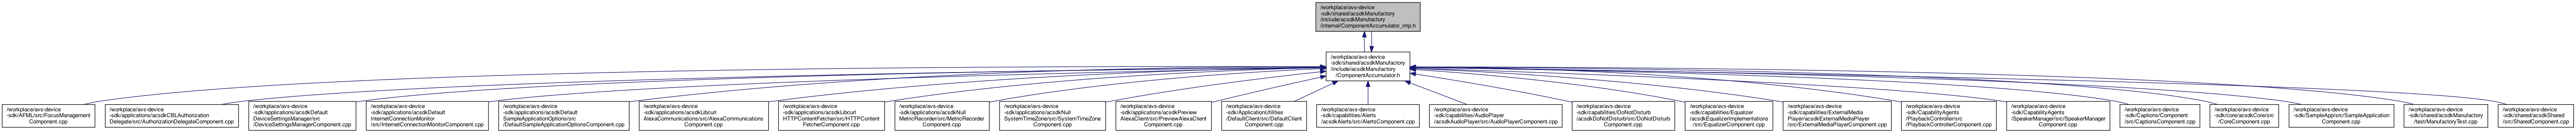 /workplace/avs-device
-sdk/shared/acsdkManufactory
/include/acsdkManufactory
/internal/ComponentAccumulator_imp.h
/workplace/avs-device
-sdk/shared/acsdkManufactory
/include/acsdkManufactory
/ComponentAccumulator.h
/workplace/avs-device
-sdk/AFML/src/FocusManagement
Component.cpp
/workplace/avs-device
-sdk/applications/acsdkCBLAuthorization
Delegate/src/AuthorizationDelegateComponent.cpp
/workplace/avs-device
-sdk/applications/acsdkDefault
DeviceSettingsManager/src
/DeviceSettingsManagerComponent.cpp
/workplace/avs-device
-sdk/applications/acsdkDefault
InternetConnectionMonitor
/src/InternetConnectionMonitorComponent.cpp
/workplace/avs-device
-sdk/applications/acsdkDefault
SampleApplicationOptions/src
/DefaultSampleApplicationOptionsComponent.cpp
/workplace/avs-device
-sdk/applications/acsdkLibcurl
AlexaCommunications/src/AlexaCommunications
Component.cpp
/workplace/avs-device
-sdk/applications/acsdkLibcurl
HTTPContentFetcher/src/HTTPContent
FetcherComponent.cpp
/workplace/avs-device
-sdk/applications/acsdkNull
MetricRecorder/src/MetricRecorder
Component.cpp
/workplace/avs-device
-sdk/applications/acsdkNull
SystemTimeZone/src/SystemTimeZone
Component.cpp
/workplace/avs-device
-sdk/applications/acsdkPreview
AlexaClient/src/PreviewAlexaClient
Component.cpp
/workplace/avs-device
-sdk/ApplicationUtilities
/DefaultClient/src/DefaultClient
Component.cpp
/workplace/avs-device
-sdk/capabilities/Alerts
/acsdkAlerts/src/AlertsComponent.cpp
/workplace/avs-device
-sdk/capabilities/AudioPlayer
/acsdkAudioPlayer/src/AudioPlayerComponent.cpp
/workplace/avs-device
-sdk/capabilities/DoNotDisturb
/acsdkDoNotDisturb/src/DoNotDisturb
Component.cpp
/workplace/avs-device
-sdk/capabilities/Equalizer
/acsdkEqualizerImplementations
/src/EqualizerComponent.cpp
/workplace/avs-device
-sdk/capabilities/ExternalMedia
Player/acsdkExternalMediaPlayer
/src/ExternalMediaPlayerComponent.cpp
/workplace/avs-device
-sdk/CapabilityAgents
/PlaybackController/src
/PlaybackControllerComponent.cpp
/workplace/avs-device
-sdk/CapabilityAgents
/SpeakerManager/src/SpeakerManager
Component.cpp
/workplace/avs-device
-sdk/Captions/Component
/src/CaptionsComponent.cpp
/workplace/avs-device
-sdk/core/acsdkCore/src
/CoreComponent.cpp
/workplace/avs-device
-sdk/SampleApp/src/SampleApplication
Component.cpp
/workplace/avs-device
-sdk/shared/acsdkManufactory
/test/ManufactoryTest.cpp
/workplace/avs-device
-sdk/shared/acsdkShared
/src/SharedComponent.cpp